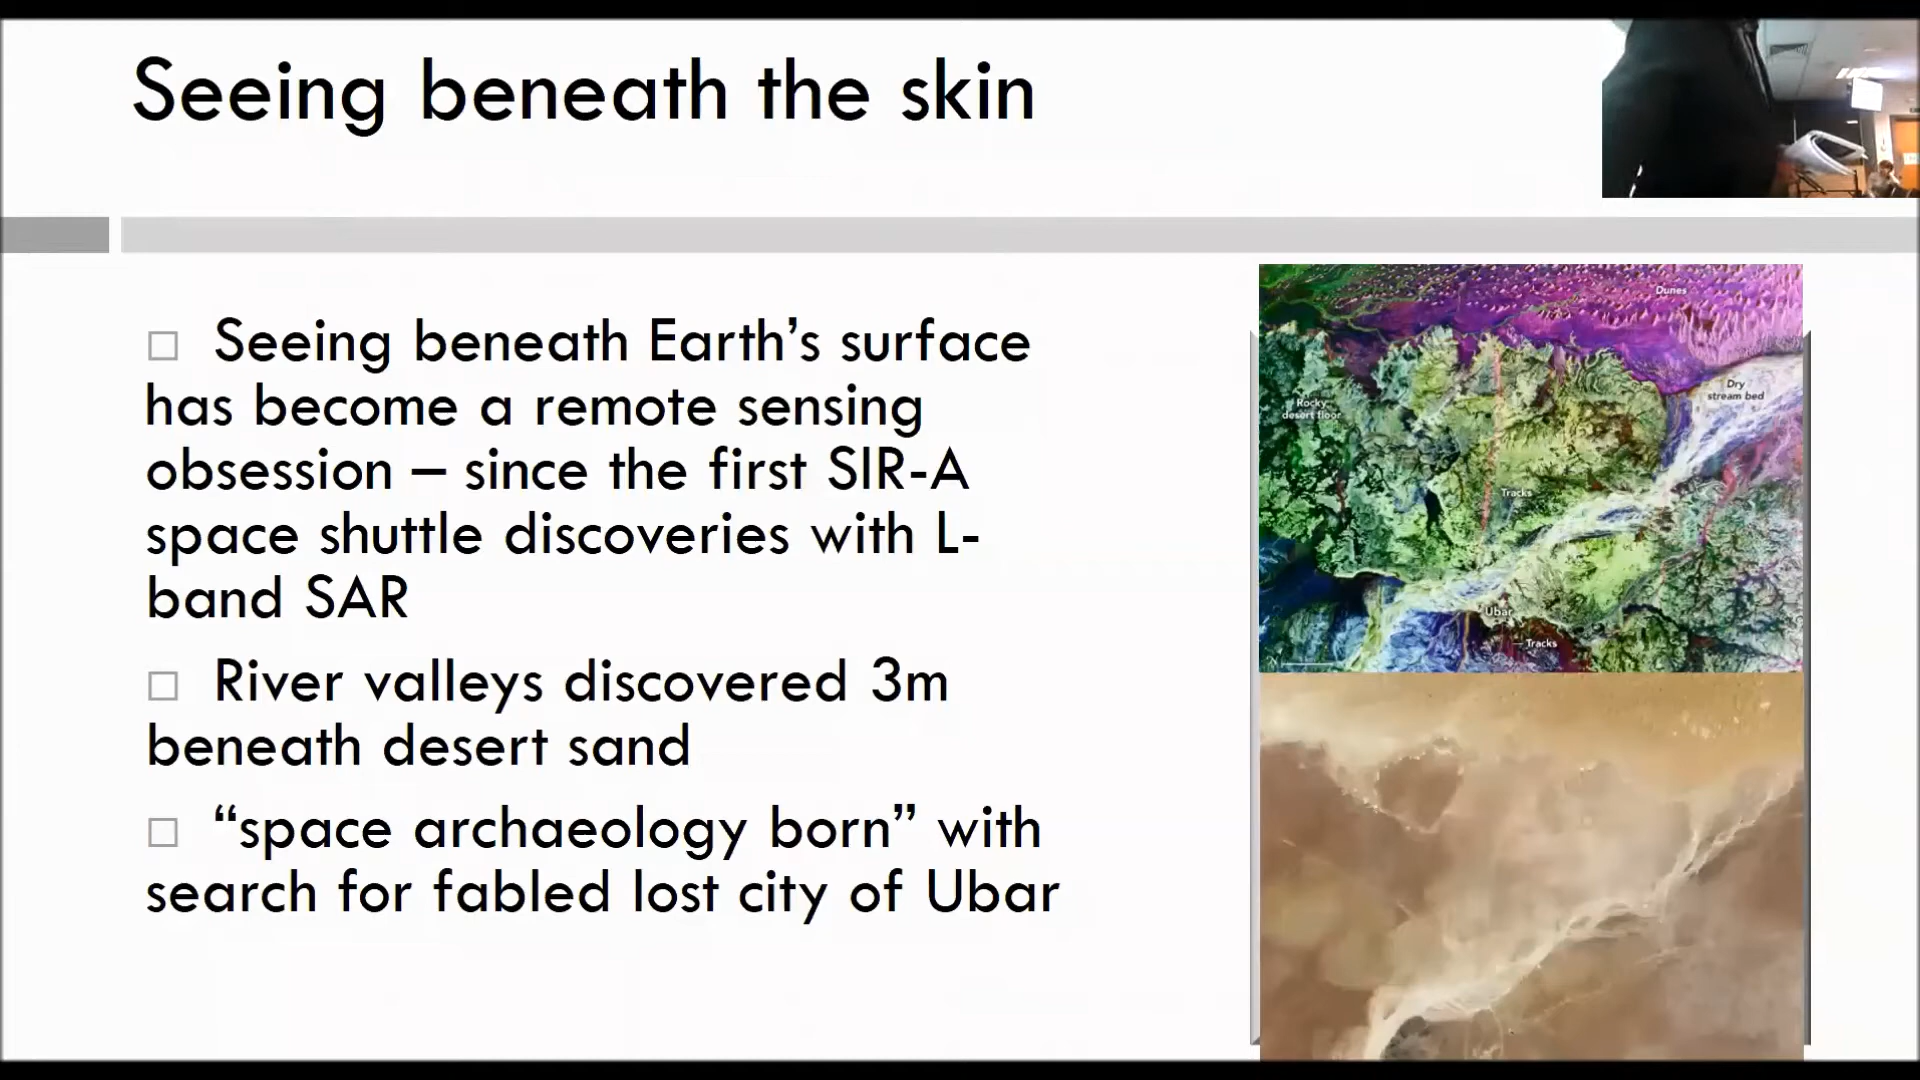 Seeing beneath the skin
Seeing beneath Earth’s surface
has become a remote sensing
obsession – since the first SIR-A
space shuttle discoveries with L-
band SAR
River valleys discovered 3m
beneath desert sand
“space archaeology born” with
search for fabled lost city of Ubar
Dunes
Dry
stream bed
Rocky
desert floor
Tracks
Ubar
Tracks
N